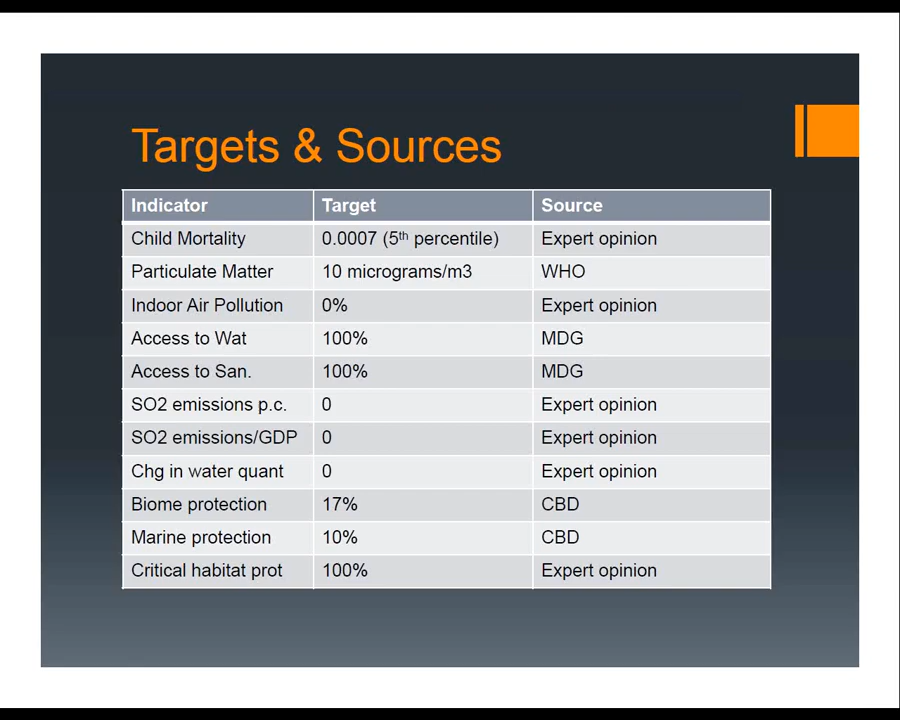 Targets & Sources
Indicator Target Source
Child Mortality 0.0007 (5th percentile) Expert opinion
Particulate Matter 10 micrograms/m3 WHO
Indoor Air Pollution 0% Expert opinion
Access to Wat 100% MDG
Access to San. 100% MDG
SO2 emissions p.c. 0 Expert opinion
SO2 emissions/GDP 0 Expert opinion
Chg in water quant 0 Expert opinion
Biome protection 17% CBD
Marine protection 10% CBD
Critical habitat prot 100% Expert opinion